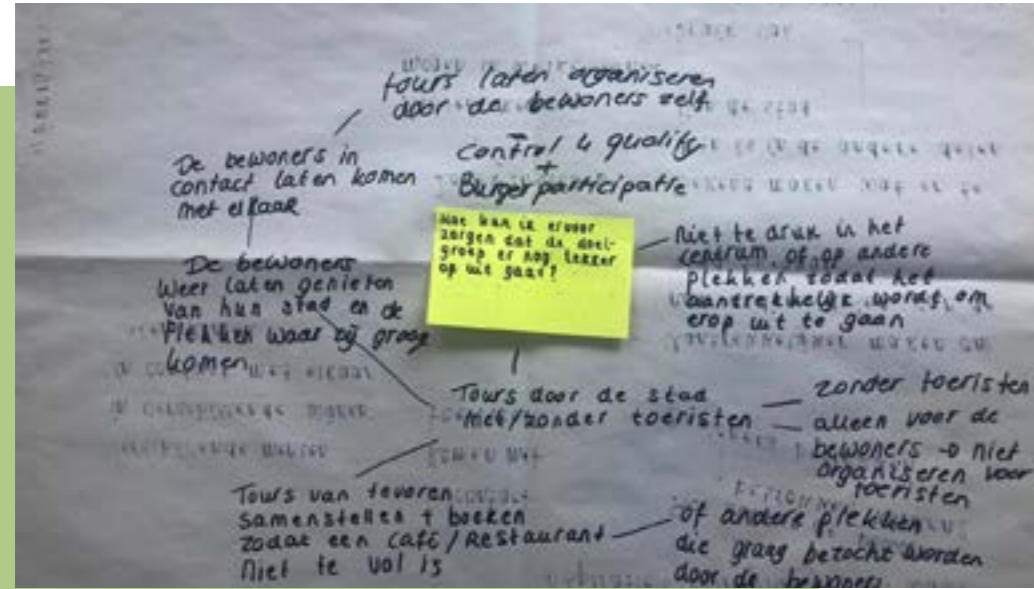 tours laten organiseren
door de bewoners zelf
control & quality
+
Burgerparticipatie
De bewoners in
contact laten komen
met elkaar
De bewoners
Weer laten genieten
van hun stad en de
Plekken waar zij graag
komen
Hoe kan ik ervoor
zorgen dat de doel-
groep er nog lekker
op uit gaat?
Niet te druk in het
centrum of op andere
plekken zodat het
aantrekkelijk wordt om
erop uit te gaan
Tours door de stad
met/zonder toeristen
zonder toeristen
alleen voor de
bewoners → niet
organiseren voor
toeristen
Tours van tevoren
samenstellen + boeken
zodat een café/Restaurant
niet te vol is
of andere plekken
die graag bezocht worden
door de bewoners